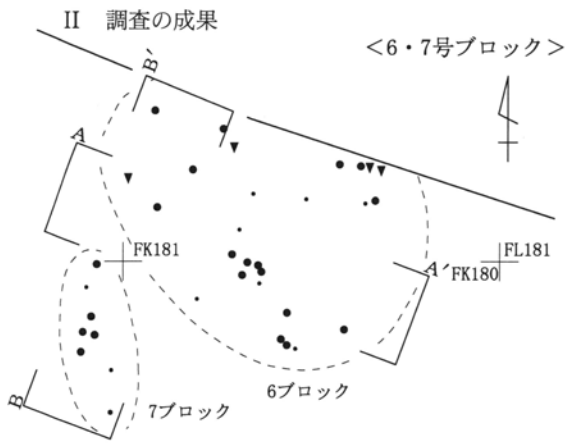 II 調査の成果
<6・7号ブロック>
B′
A
FK181
A′
FK180
FL181
6ブロック
B
7ブロック